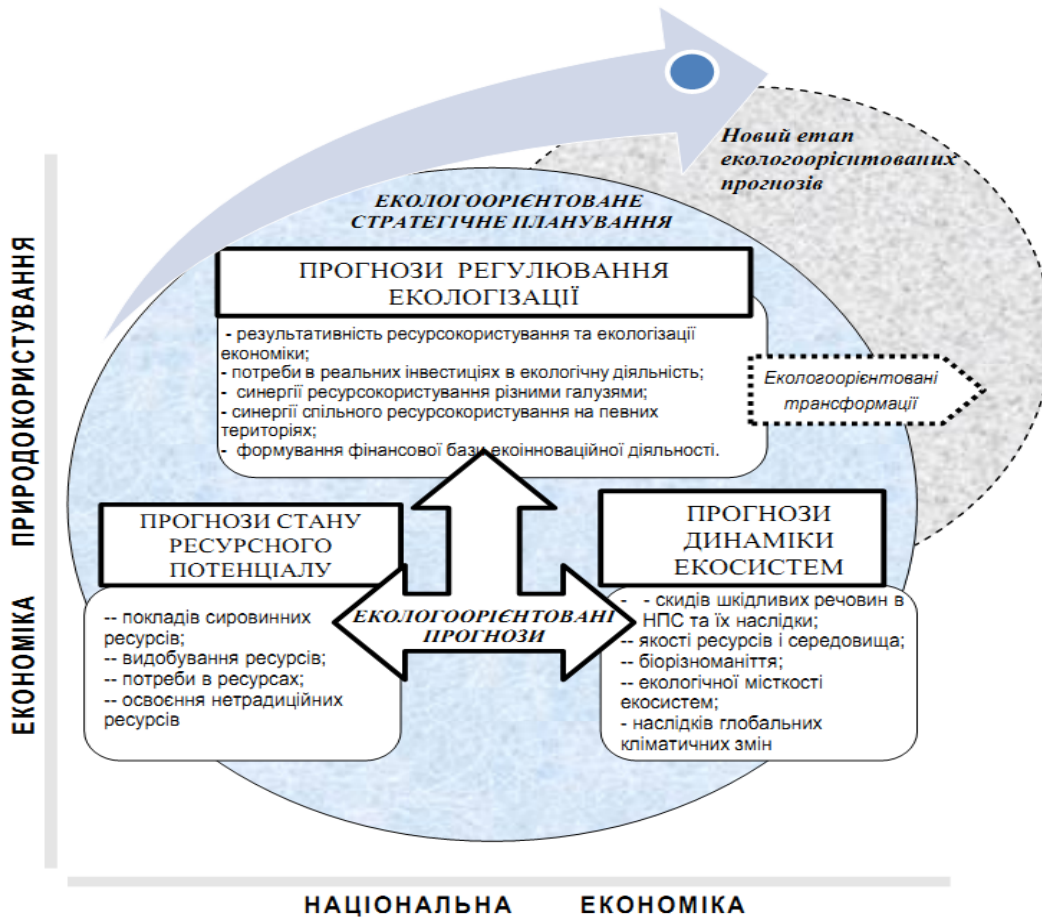 Новий етап
екологоорієнтованих
прогнозів
ЕКОЛОГООРІЄНТОВАНЕ
СТРАТЕГІЧНЕ ПЛАНУВАННЯ
ПРОГНОЗИ РЕГУЛЮВАННЯ
ЕКОЛОГІЗАЦІЇ
- результативність ресурсокористування та екологізації
економіки;
- потреби в реальних інвестиціях в екологічну діяльність;
- синергії ресурсокористування різними галузями;
- синергії спільного ресурсокористування на певних
територіях;
- формування фінансової бази екоінноваційної діяльності.
Екологоорієнтовані
трансформації
ПРОГНОЗИ СТАНУ
РЕСУРСНОГО
ПОТЕНЦІАЛУ
-- покладів сировинних
ресурсів;
-- видобування ресурсів;
-- потреби в ресурсах;
-- освоєння нетрадиційних
ресурсів
ЕКОЛОГООРІЄНТОВАНІ
ПРОГНОЗИ
ПРОГНОЗИ
ДИНАМІКИ
ЕКОСИСТЕМ
- - скидів шкідливих речовин в
НПС та їх наслідки;
-- якості ресурсів і середовища;
-- біорізноманіття;
-- екологічної місткості
екосистем;
- наслідків глобальних
кліматичних змін
ЕКОНОМІКА ПРИРОДОКОРИСТУВАННЯ
НАЦІОНАЛЬНА ЕКОНОМІКА